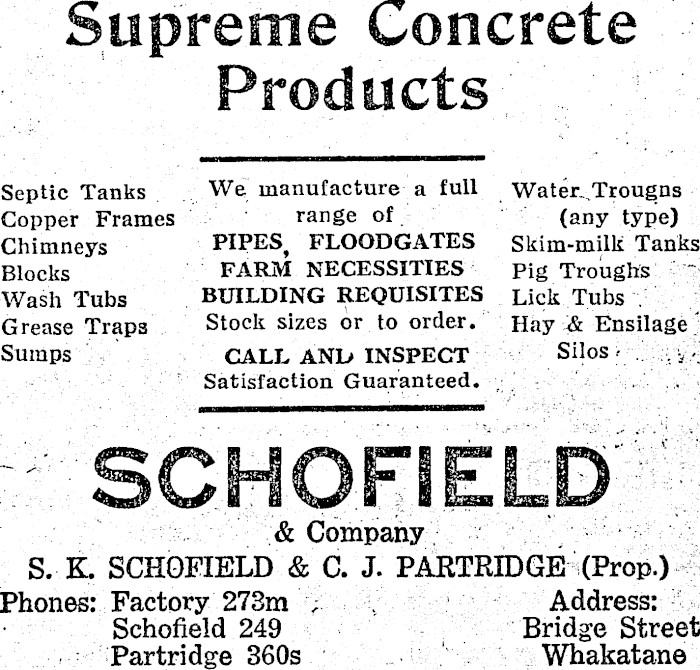 Supreme Concrete
Products
Septic Tanks
Copper Frames
Chimneys
Blocks
Wash Tubs
Grease Traps
Sumps
We manufacture a full
range of
PIPES, FLOODGATES
FARM NECESSITIES
BUILDING REQUISITES
Stock sizes or to order.
CALL AND INSPECT
Satisfaction Guaranteed.
Water Trougns
(any type)
Skim-milk Tanks
Pig Troughs
Lick Tubs
Hay & Ensilage
Silos
SCHOFIELD
& Company
S. K. SCHOFIELD & C. J. PARTRIDGE (Prop.)
Phones: Factory 273m
Schofield 249
Partridge 360s
Address:
Bridge Street
Whakatane